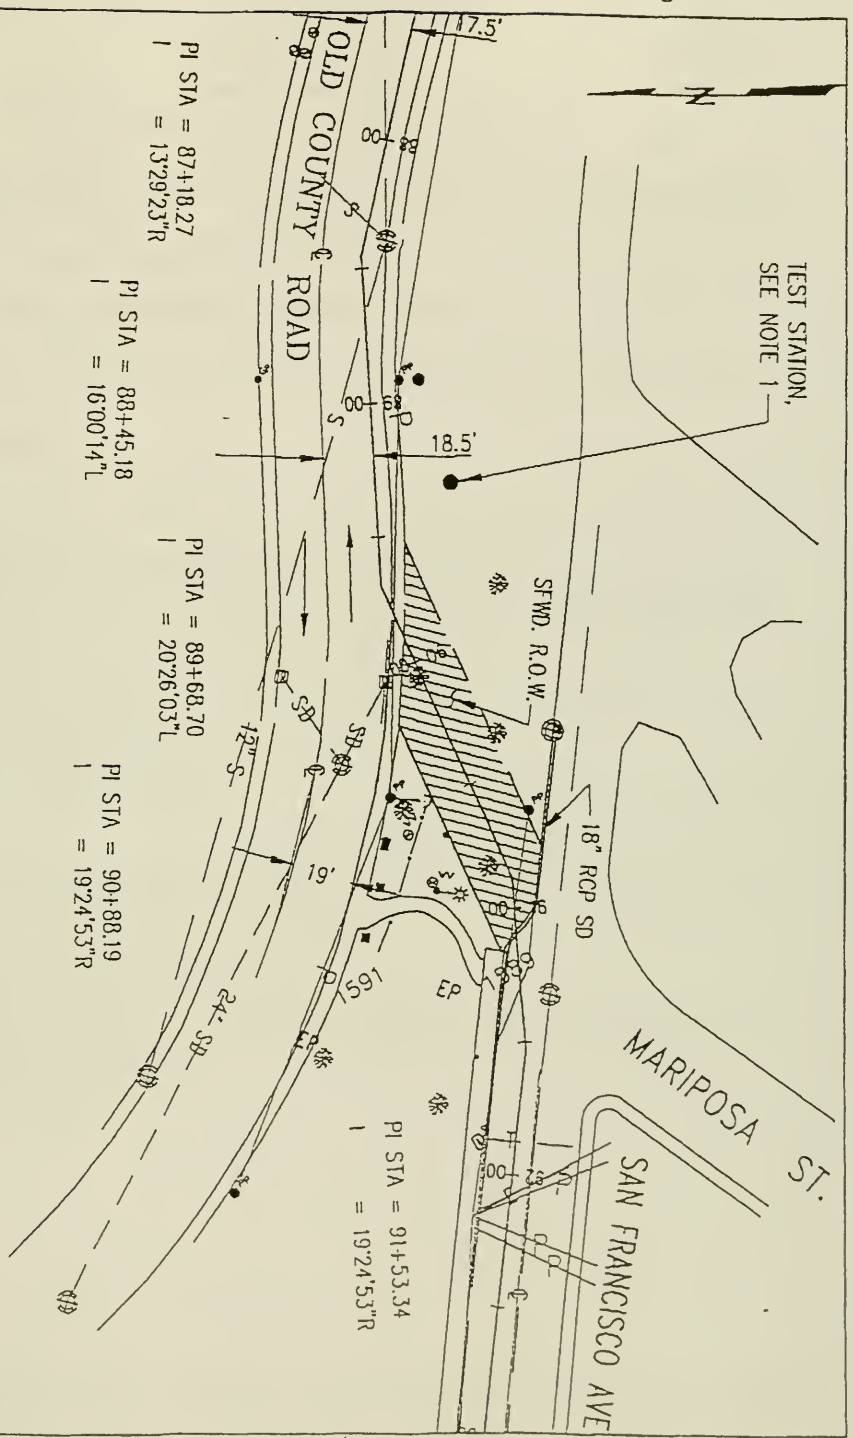 17.5'
N
OLD COUNTY ROAD
PI STA = 87+18.27
I = 13°29'23"R
TEST STATION,
SEE NOTE 1
PI STA = 88+45.18
I = 16°00'14"L
18.5'
SFWD. R.O.W.
PI STA = 89+68.70
I = 20°26'03"L
18" RCP SD
SD
SD
12" S
19'
PI STA = 90+88.19
I = 19°24'53"R
24" SD
1591
EP
EP
MARIPOSA ST.
SAN FRANCISCO AVE
PI STA = 91+53.34
I = 19°24'53"R